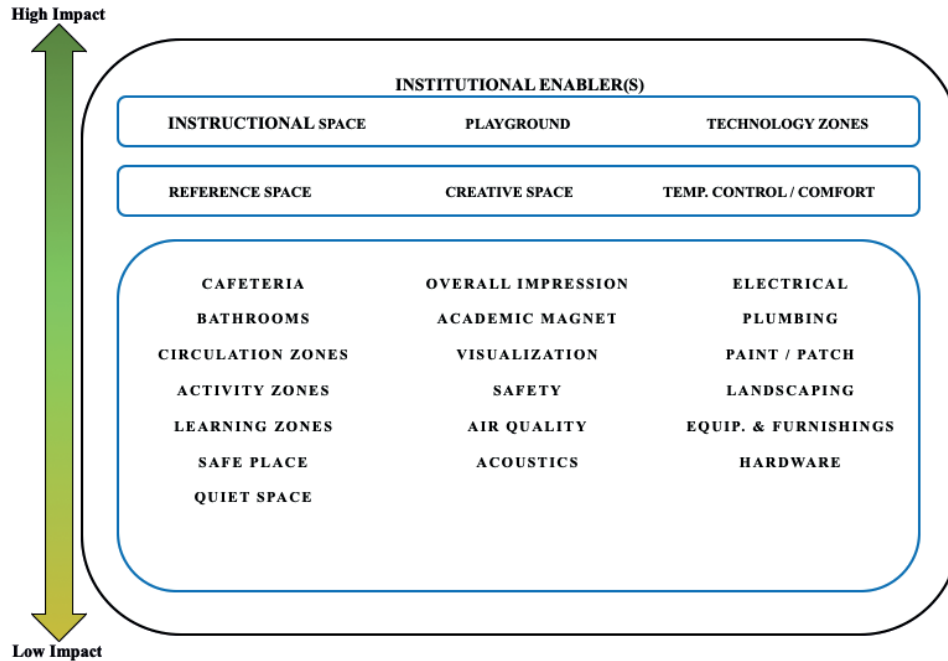 High Impact
INSTITUTIONAL ENABLER(S)
INSTRUCTIONAL SPACE PLAYGROUND TECHNOLOGY ZONES
REFERENCE SPACE CREATIVE SPACE TEMP. CONTROL / COMFORT
CAFETERIA OVERALL IMPRESSION ELECTRICAL
BATHROOMS ACADEMIC MAGNET PLUMBING
CIRCULATION ZONES VISUALIZATION PAINT / PATCH
ACTIVITY ZONES SAFETY LANDSCAPING
LEARNING ZONES AIR QUALITY EQUIP. & FURNISHINGS
SAFE PLACE ACOUSTICS HARDWARE
QUIET SPACE
Low Impact